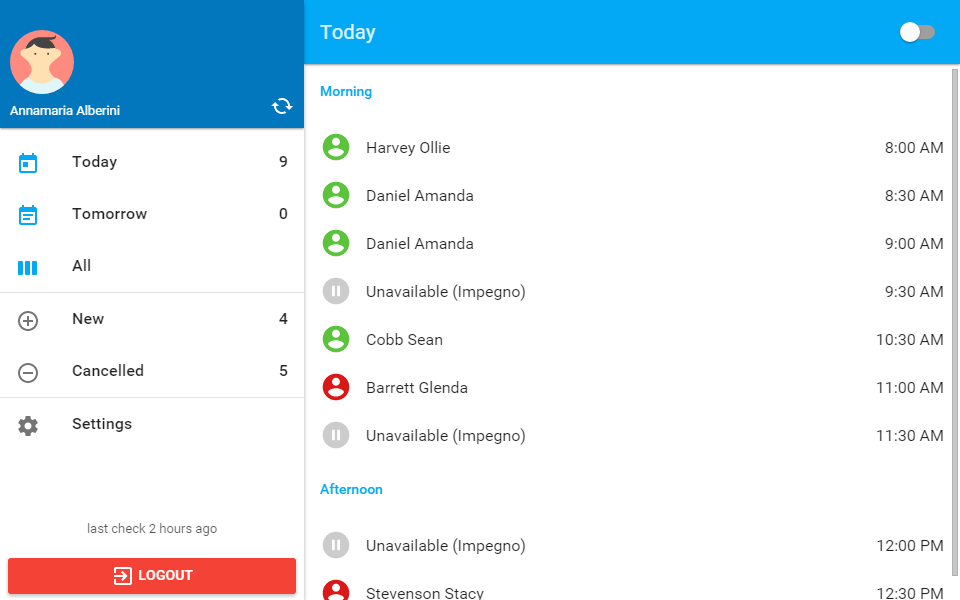 Annamaria Alberini
Today 9
Tomorrow 0
All
New 4
Cancelled 5
Settings
last check 2 hours ago
LOGOUT
Today
Morning
Harvey Ollie 8:00 AM
Daniel Amanda 8:30 AM
Daniel Amanda 9:00 AM
Unavailable (Impegno) 9:30 AM
Cobb Sean 10:30 AM
Barrett Glenda 11:00 AM
Unavailable (Impegno) 11:30 AM
Afternoon
Unavailable (Impegno) 12:00 PM
Stevenson Stacy 12:30 PM